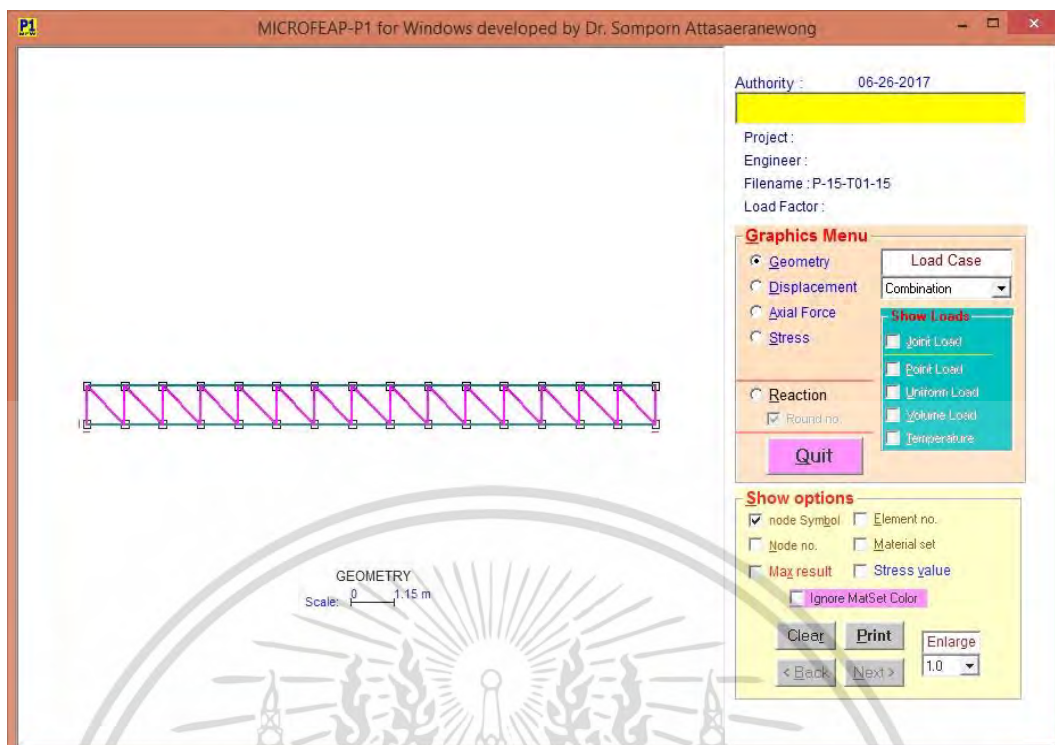 P1
MICROFEAP-P1 for Windows developed by Dr. Somporn Attasaeranewong
Authority : 06-26-2017
Project :
Engineer :
Filename : P-15-T01-15
Load Factor :
Graphics Menu
Geometry
Displacement
Axial Force
Stress
Reaction
Round no.
Quit
Load Case
Combination
Show Loads
Joint Load
Point Load
Uniform Load
Volume Load
Temperature
GEOMETRY
Scale: 0 1.15 m
Show options
node Symbol Element no.
Node no. Material set
Max result Stress value
Ignore MatSet Color
Clear Print Enlarge
< Back Next > 1.0